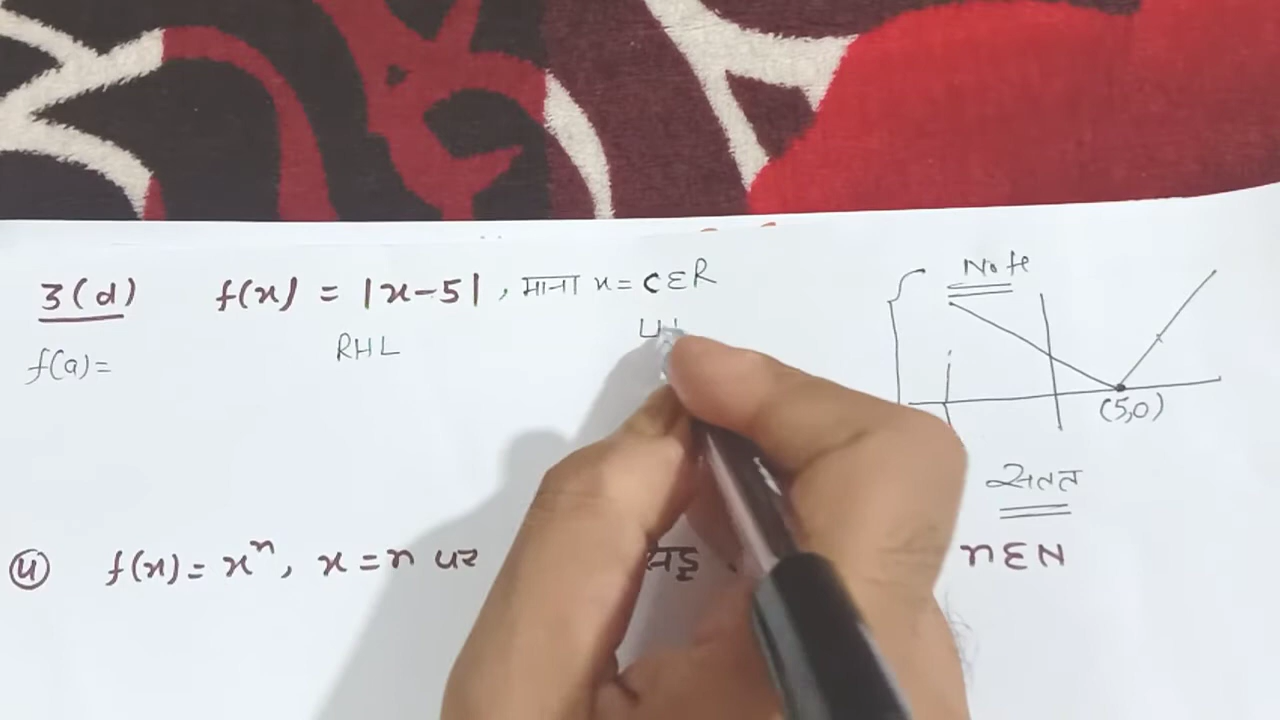 3(d) f(x) = |x-5|, माना x = C ∈ R
f(a)= RHL
Note
(5,0)
सतत
④ f(x) = xⁿ, x = n पर n ∈ N